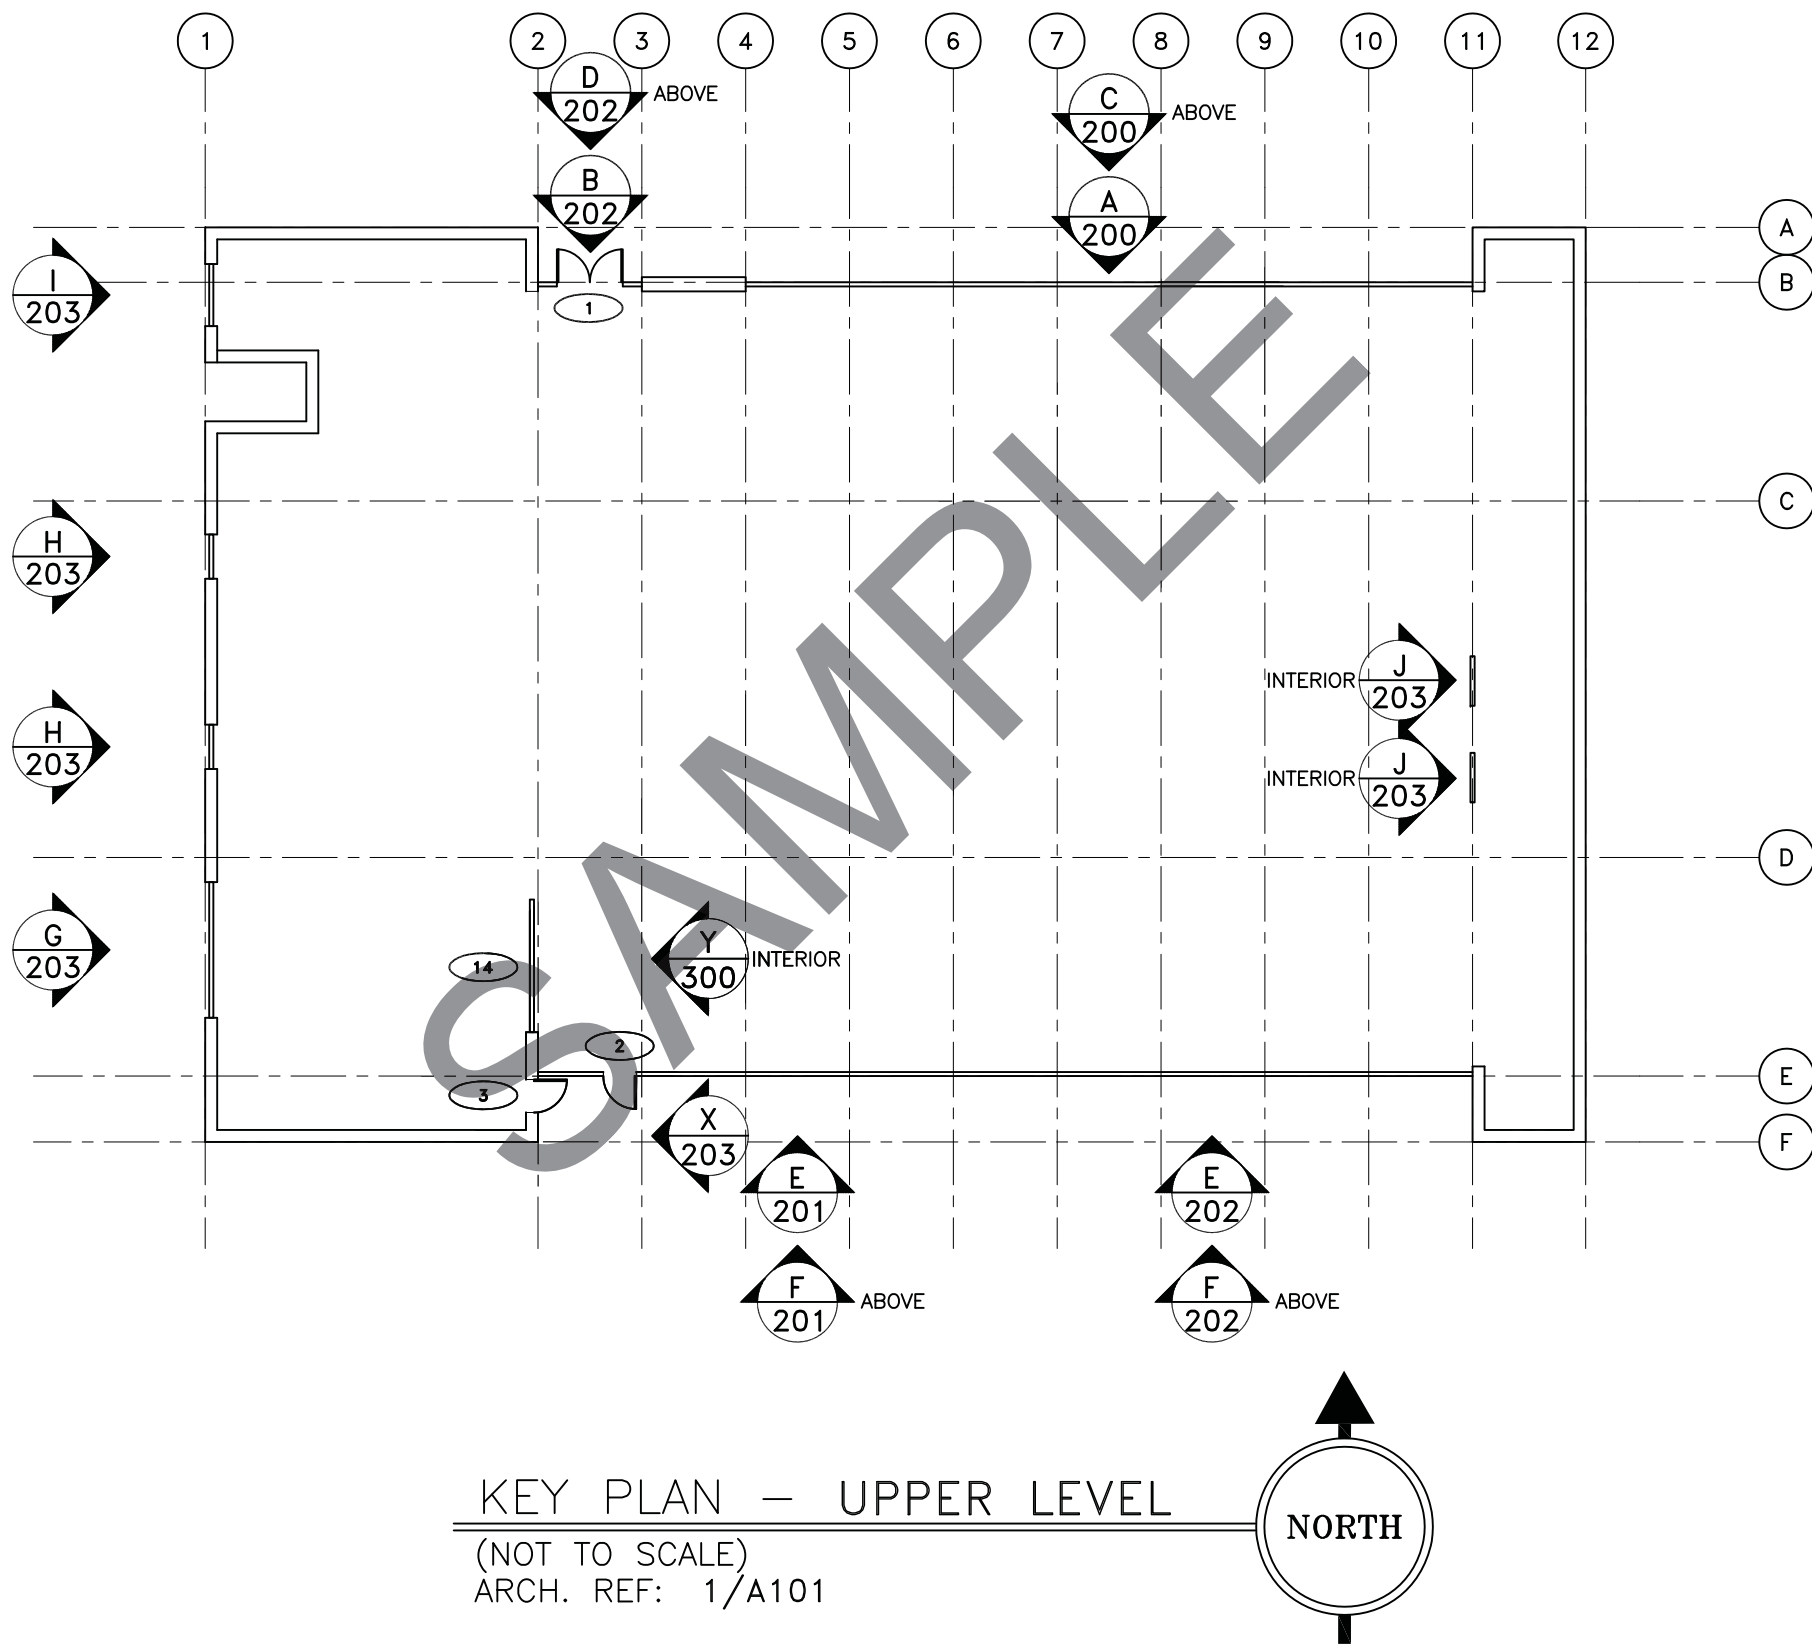 1 2 3 4 5 6 7 8 9 10 11 12
D
202
ABOVE
C
200
ABOVE
B
202
A
200
A
I
203
B
1
C
H
203
INTERIOR
J
203
H
203
INTERIOR
J
203
D
G
203
14
Y
300
INTERIOR
2
E
3
X
203
F
E
201
E
202
F
201
ABOVE
F
202
ABOVE
SAMPLE
KEY PLAN - UPPER LEVEL
(NOT TO SCALE)
ARCH. REF: 1/A101
NORTH